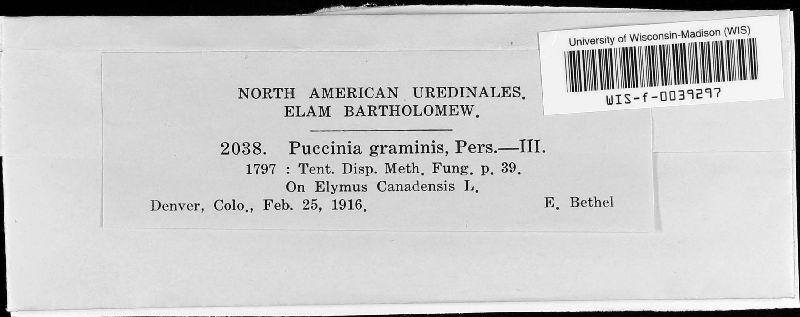 University of Wisconsin-Madison (WIS)
WIS-f-0039297
NORTH AMERICAN UREDINALES.
ELAM BARTHOLOMEW.
2038. Puccinia graminis, Pers.—III.
1797 : Tent. Disp. Meth. Fung. p. 39.
On Elymus Canadensis L.
Denver, Colo., Feb. 25, 1916. E. Bethel